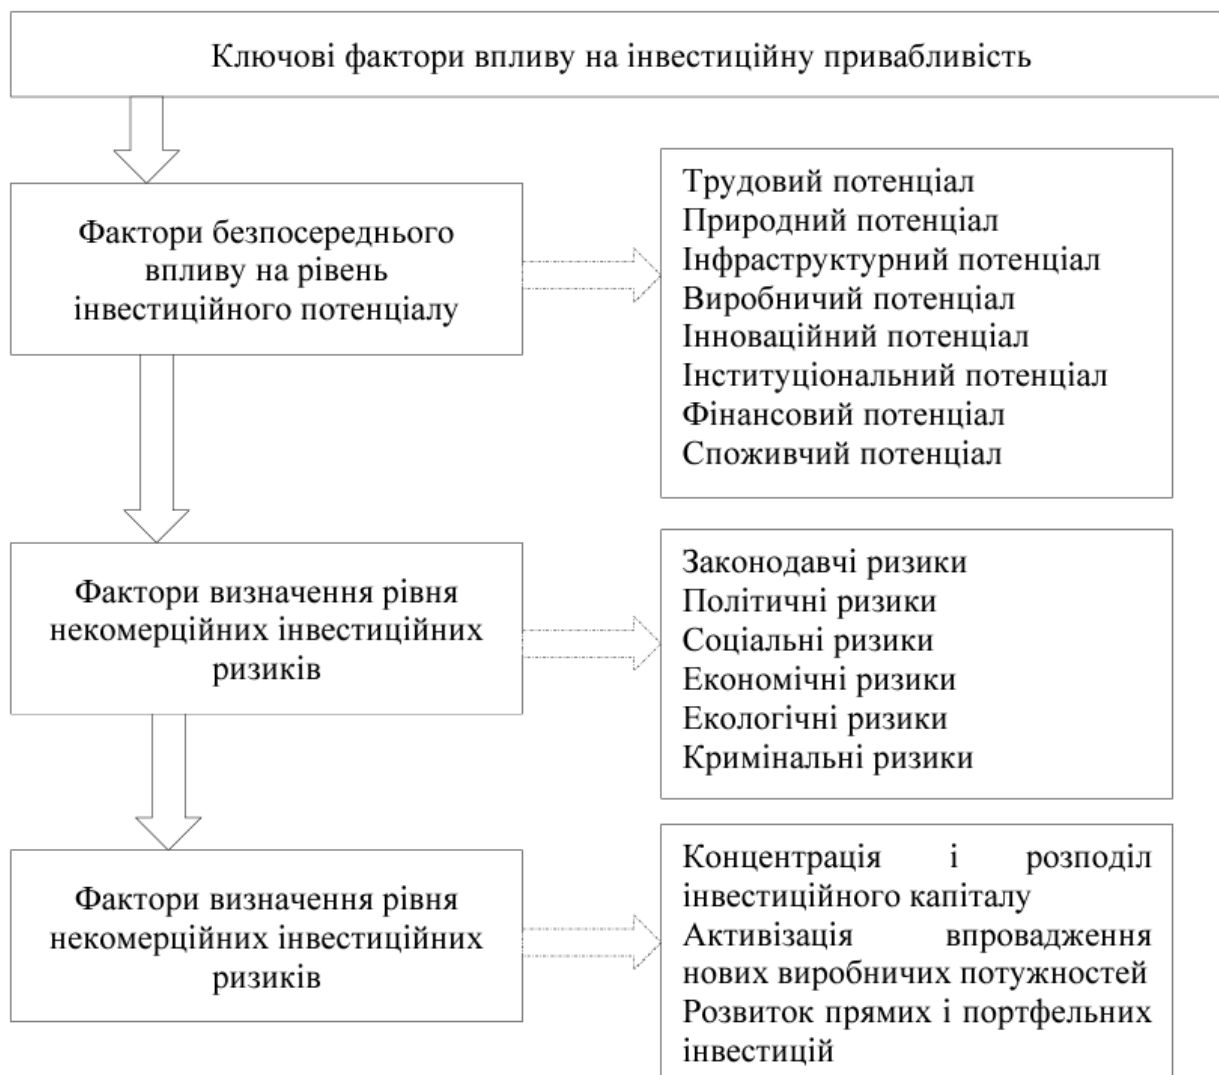 Ключові фактори впливу на інвестиційну привабливість
Фактори безпосереднього
впливу на рівень
інвестиційного потенціалу
Трудовий потенціал
Природний потенціал
Інфраструктурний потенціал
Виробничий потенціал
Інноваційний потенціал
Інституціональний потенціал
Фінансовий потенціал
Споживчий потенціал
Фактори визначення рівня
некомерційних інвестиційних
ризиків
Законодавчі ризики
Політичні ризики
Соціальні ризики
Економічні ризики
Екологічні ризики
Кримінальні ризики
Фактори визначення рівня
некомерційних інвестиційних
ризиків
Концентрація і розподіл
інвестиційного капіталу
Активізація впровадження
нових виробничих потужностей
Розвиток прямих і портфельних
інвестицій